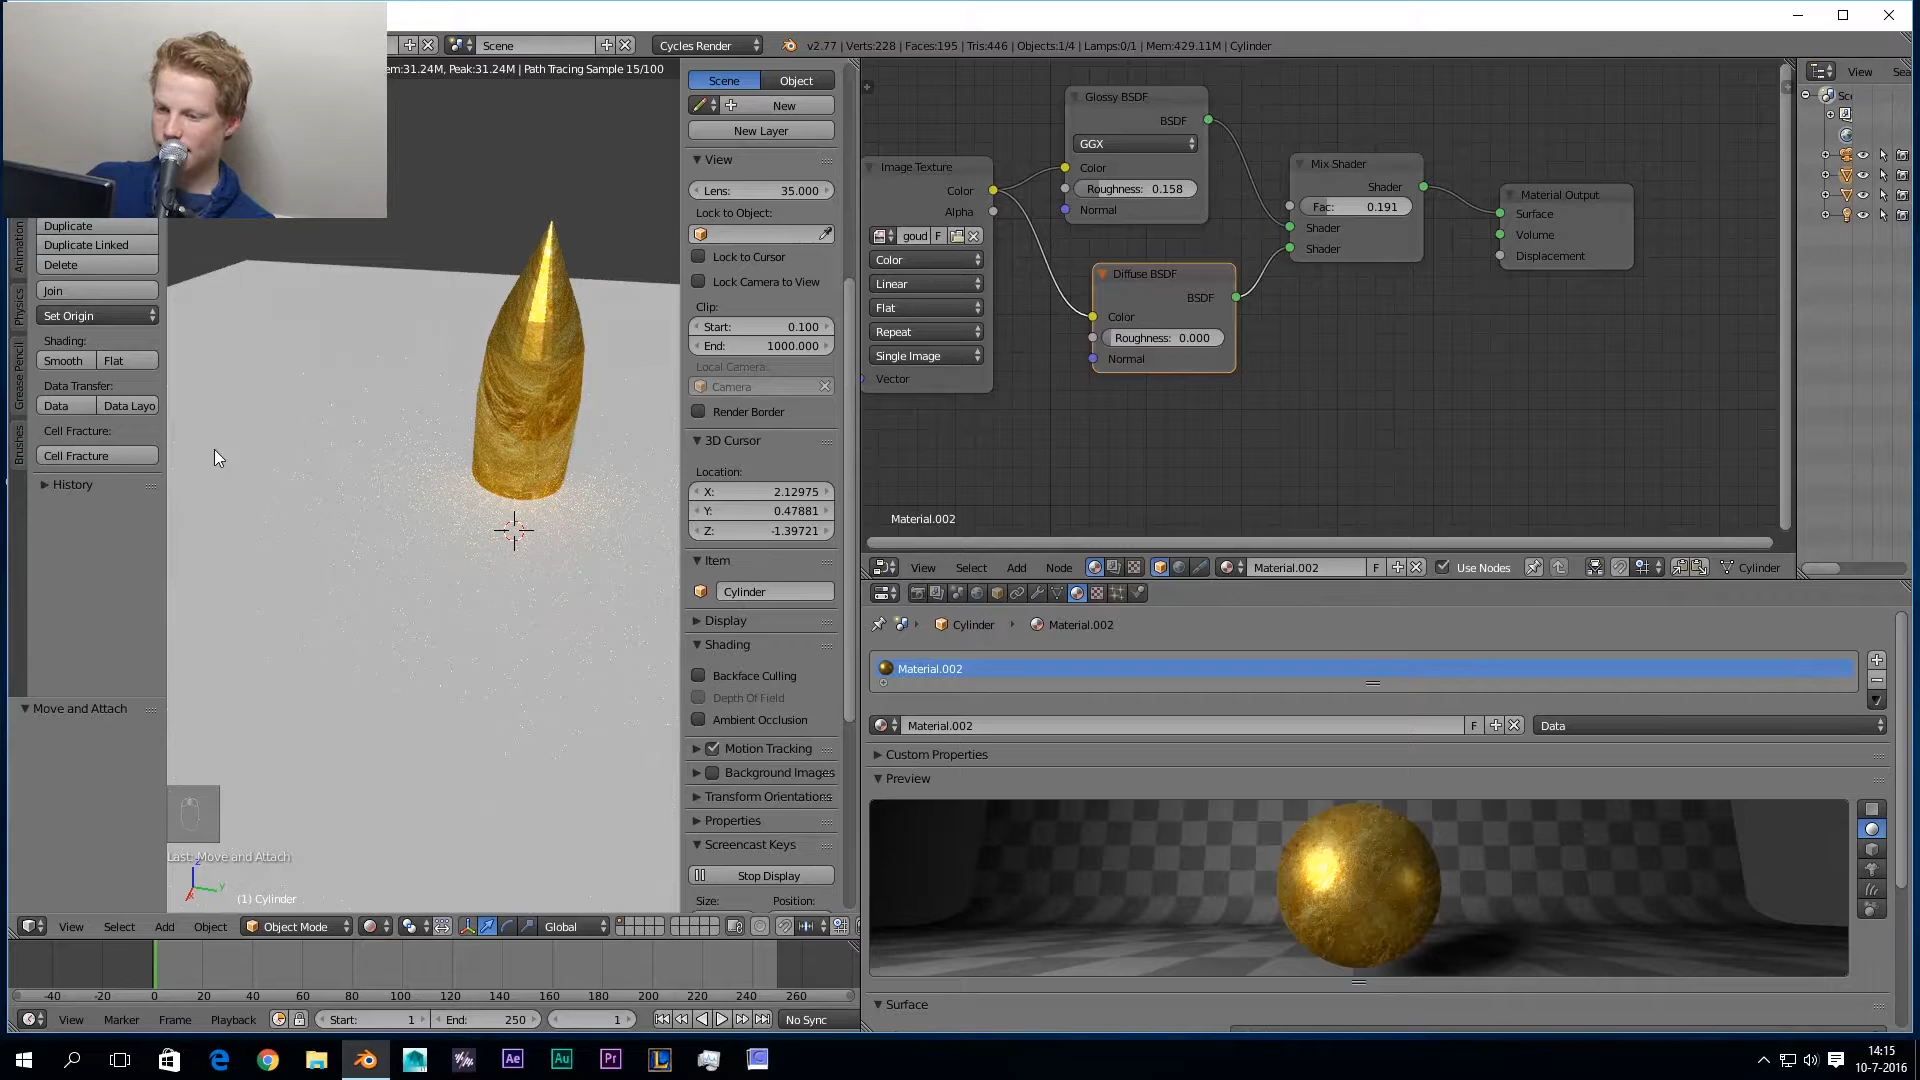 Scene
Cycles Render
v2.77 | Verts:228 | Faces:195 | Tris:446 | Objects:1/4 | Lamps:0/1 | Mem:429.11M | Cylinder
em:31.24M, Peak:31.24M | Path Tracing Sample 15/100
Animation
Physics
Grease Pencil
Brushes
Duplicate
Duplicate Linked
Delete
Join
Set Origin
Shading:
Smooth
Flat
Data Transfer:
Data
Data Layo
Cell Fracture:
Cell Fracture
History
Move and Attach
Last: Move and Attach
z
y
(1) Cylinder
Scene
Object
New
New Layer
View
Lens: 35.000
Lock to Object:
Lock to Cursor
Lock Camera to View
Clip:
Start: 0.100
End: 1000.000
Local Camera:
Camera
Render Border
3D Cursor
Location:
X: 2.12975
Y: 0.47881
Z: -1.39721
Item
Cylinder
Display
Shading
Backface Culling
Depth Of Field
Ambient Occlusion
Motion Tracking
Background Images
Transform Orientations
Properties
Screencast Keys
Stop Display
Size:
Position:
View
Select
Add
Object
Object Mode
Global
-40 -20 0 20 40 60 80 100 120 140 160 180 200 220 240 260
View
Marker
Frame
Playback
Start: 1
End: 250
1
No Sync
Image Texture
Color
Alpha
goud
F
Color
Linear
Flat
Repeat
Single Image
Vector
Glossy BSDF
BSDF
GGX
Color
Roughness: 0.158
Normal
Diffuse BSDF
BSDF
Color
Roughness: 0.000
Normal
Mix Shader
Shader
Fac: 0.191
Shader
Shader
Material Output
Surface
Volume
Displacement
Material.002
View
Select
Add
Node
Material.002
F
Use Nodes
Cylinder
View
Sea
Sce
Cylinder
Material.002
Material.002
Material.002
F
Data
Custom Properties
Preview
Surface
Ae
Au
Pr
L
14:15
10-7-2016